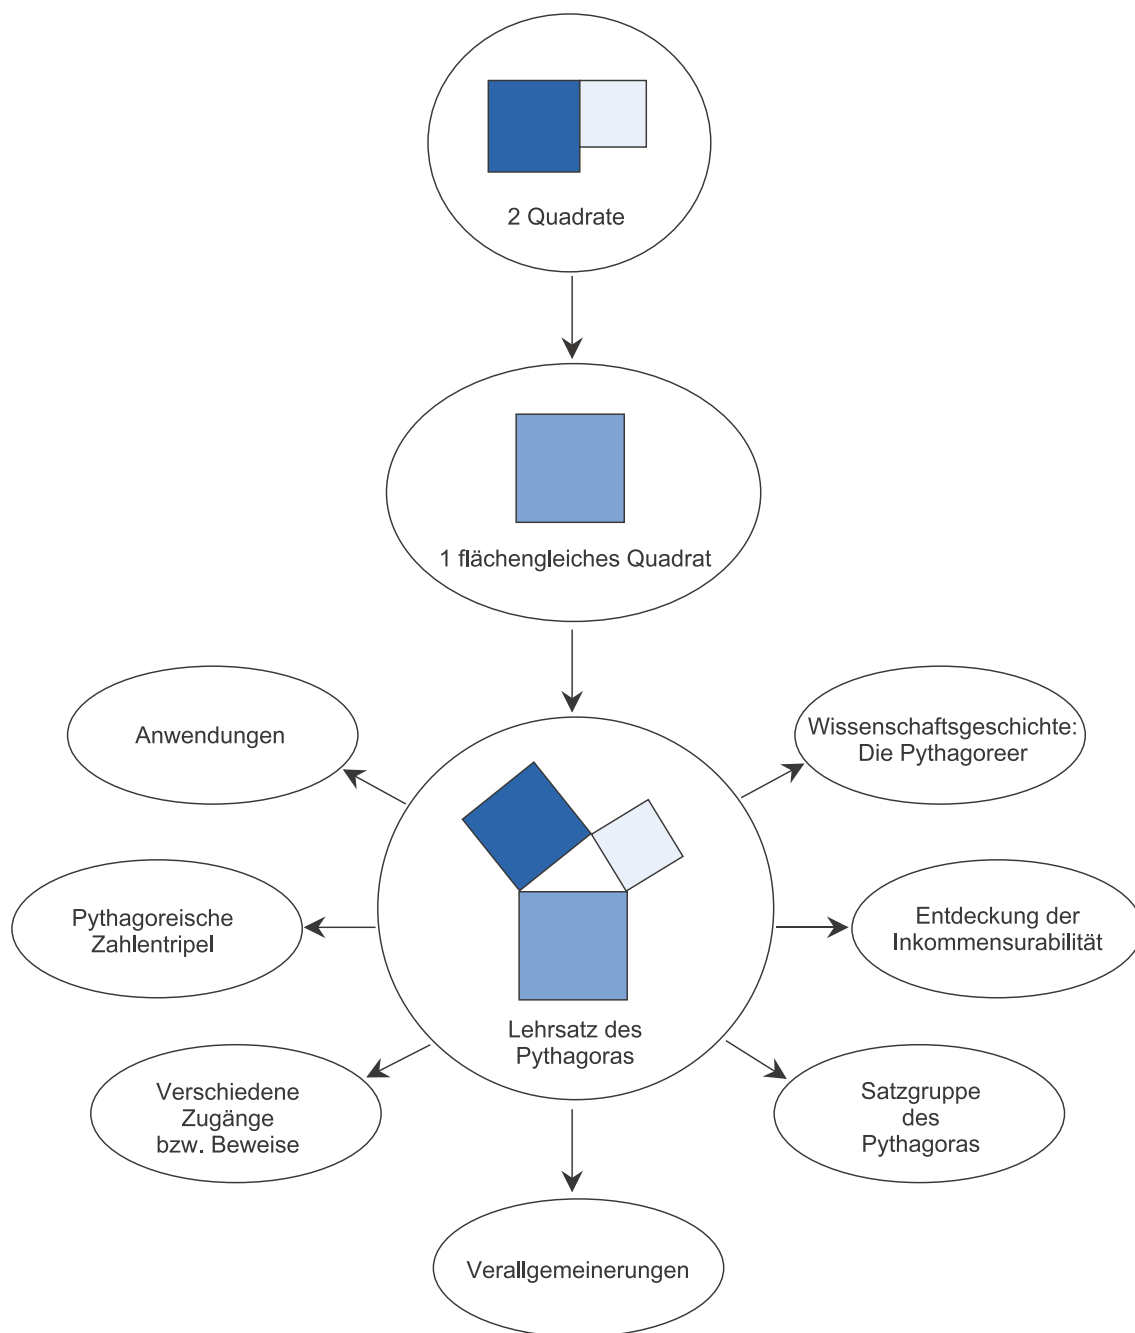 2 Quadrate
1 flächengleiches Quadrat
Anwendungen
Wissenschaftsgeschichte:
Die Pythagoreer
Pythagoreische
Zahlentripel
Entdeckung der
Inkommensurabilität
Lehrsatz des
Pythagoras
Verschiedene
Zugänge
bzw. Beweise
Satzgruppe
des
Pythagoras
Verallgemeinerungen